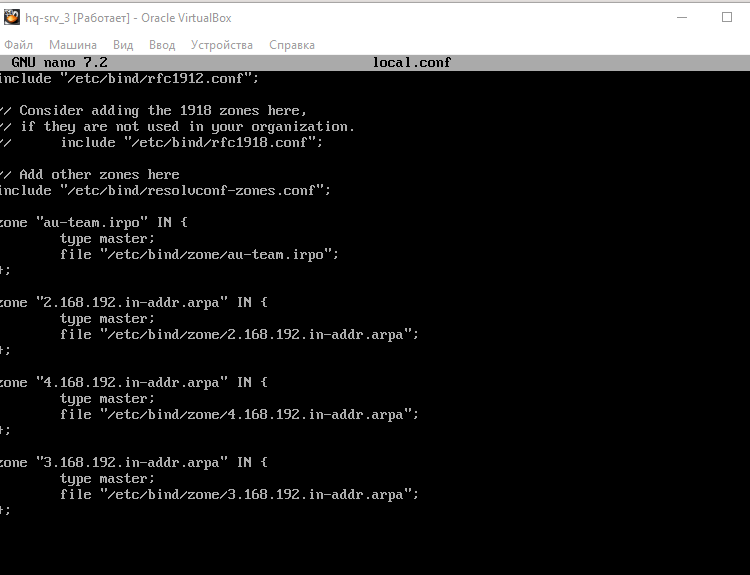 hq-srv_3 [Работает] - Oracle VirtualBox
Файл Машина Вид Ввод Устройства Справка
GNU nano 7.2 local.conf
include "/etc/bind/rfc1912.conf";
// Consider adding the 1918 zones here,
// if they are not used in your organization.
// include "/etc/bind/rfc1918.conf";
// Add other zones here
include "/etc/bind/resolvconf-zones.conf";
zone "au-team.irpo" IN {
type master;
file "/etc/bind/zone/au-team.irpo";
};
zone "2.168.192.in-addr.arpa" IN {
type master;
file "/etc/bind/zone/2.168.192.in-addr.arpa";
};
zone "4.168.192.in-addr.arpa" IN {
type master;
file "/etc/bind/zone/4.168.192.in-addr.arpa";
};
zone "3.168.192.in-addr.arpa" IN {
type master;
file "/etc/bind/zone/3.168.192.in-addr.arpa";
};